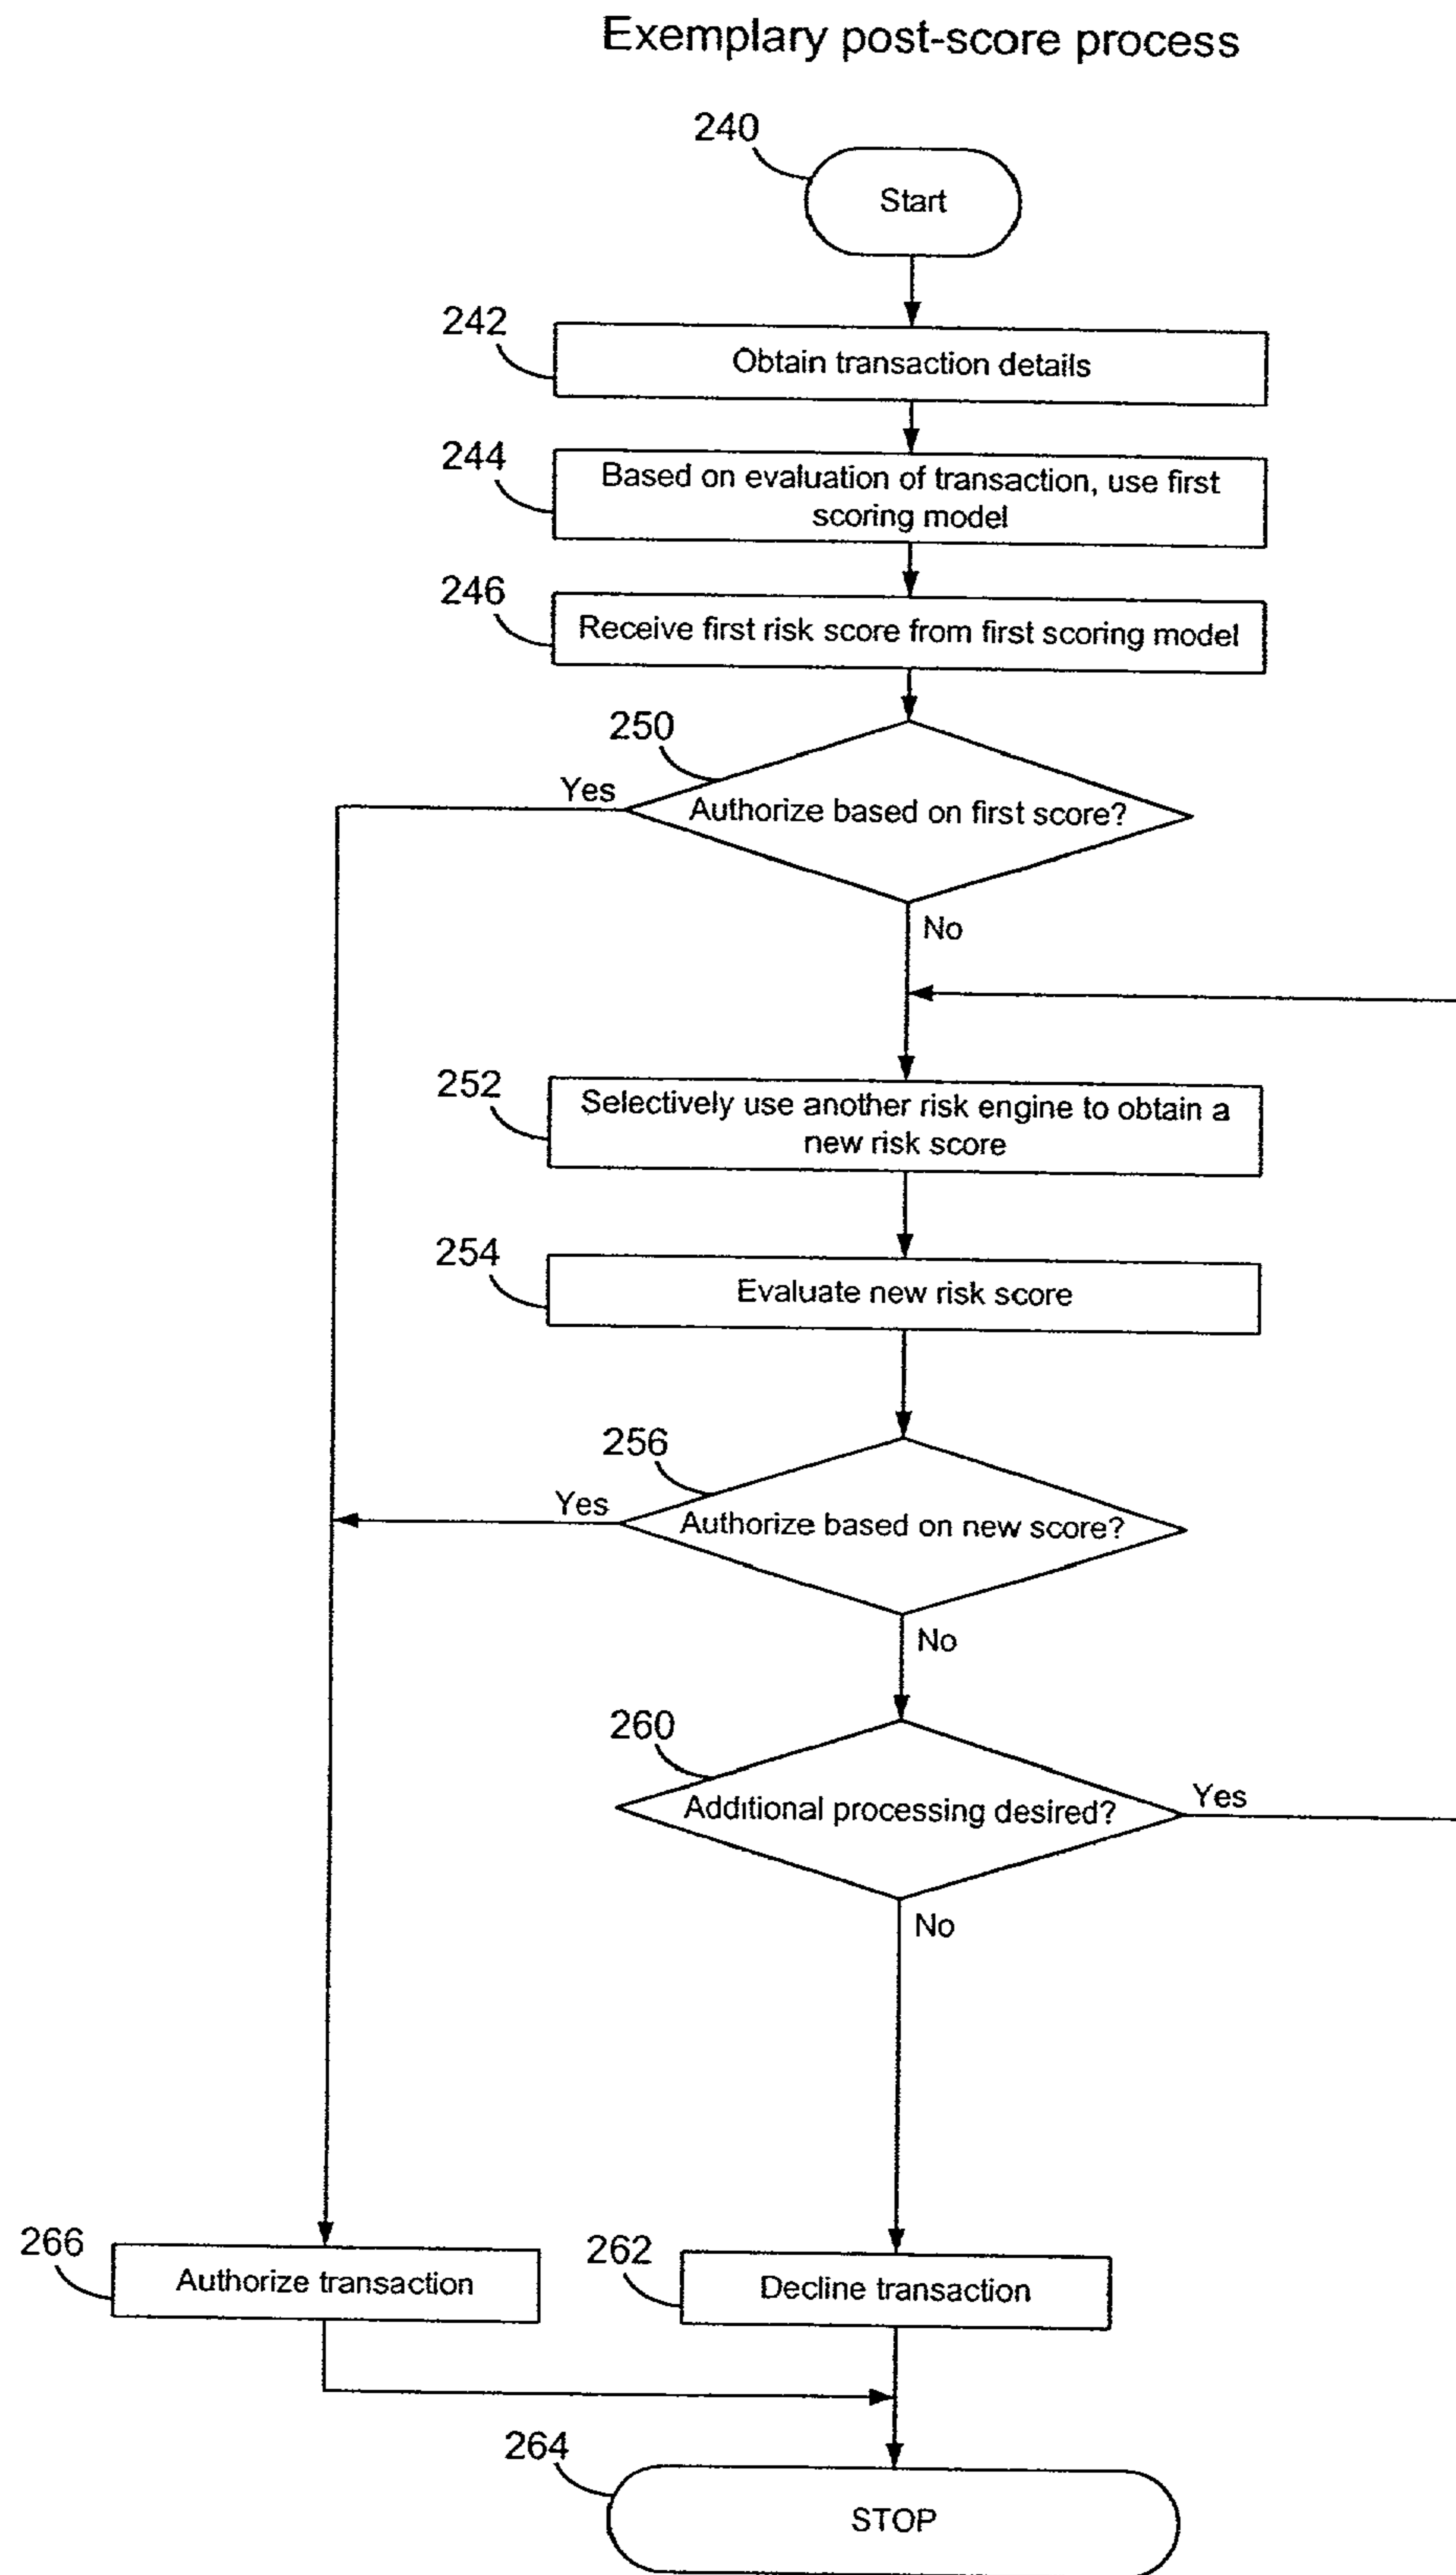 Exemplary post-score process
240
Start
242
Obtain transaction details
244
Based on evaluation of transaction, use first
scoring model
246
Receive first risk score from first scoring model
250
Yes
Authorize based on first score?
No
252
Selectively use another risk engine to obtain a
new risk score
254
Evaluate new risk score
256
Yes
Authorize based on new score?
No
260
Additional processing desired?
Yes
No
266
Authorize transaction
262
Decline transaction
264
STOP